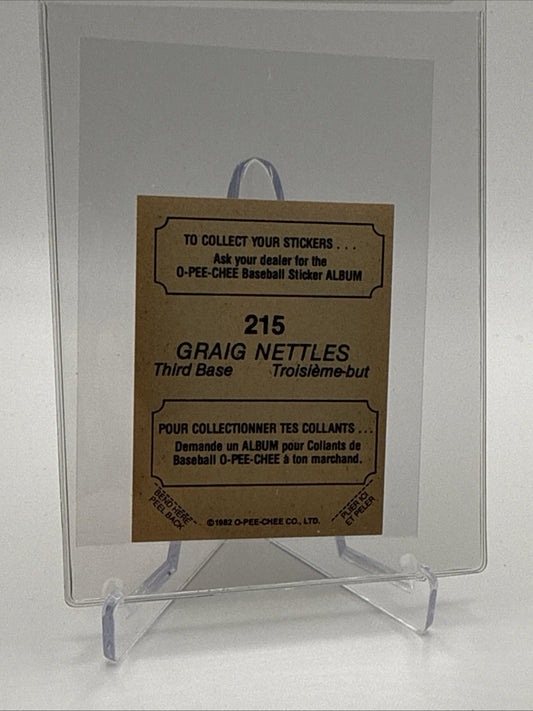 TO COLLECT YOUR STICKERS . . .
Ask your dealer for the
O-PEE-CHEE Baseball Sticker ALBUM
215
GRAIG NETTLES
Third Base Troisième-but
POUR COLLECTIONNER TES COLLANTS . . .
Demande un ALBUM pour Collants de
Baseball O-PEE-CHEE à ton marchand.
BEND HERE
PEEL BACK
PLIER ICI
ET PELER
©1982 O-PEE-CHEE CO., LTD.